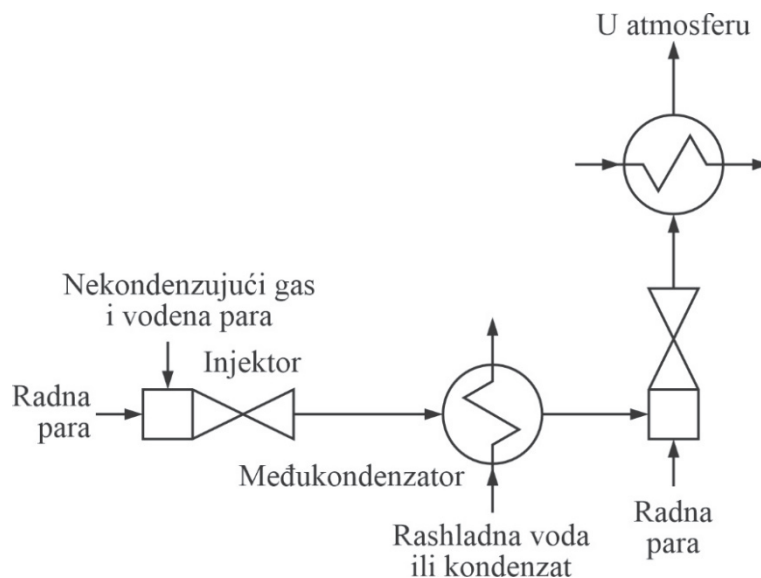 U atmosferu
Nekondenzujući gas
i vodena para
Injektor
Radna
para
Međukondenzator
Rashladna voda
ili kondenzat
Radna
para